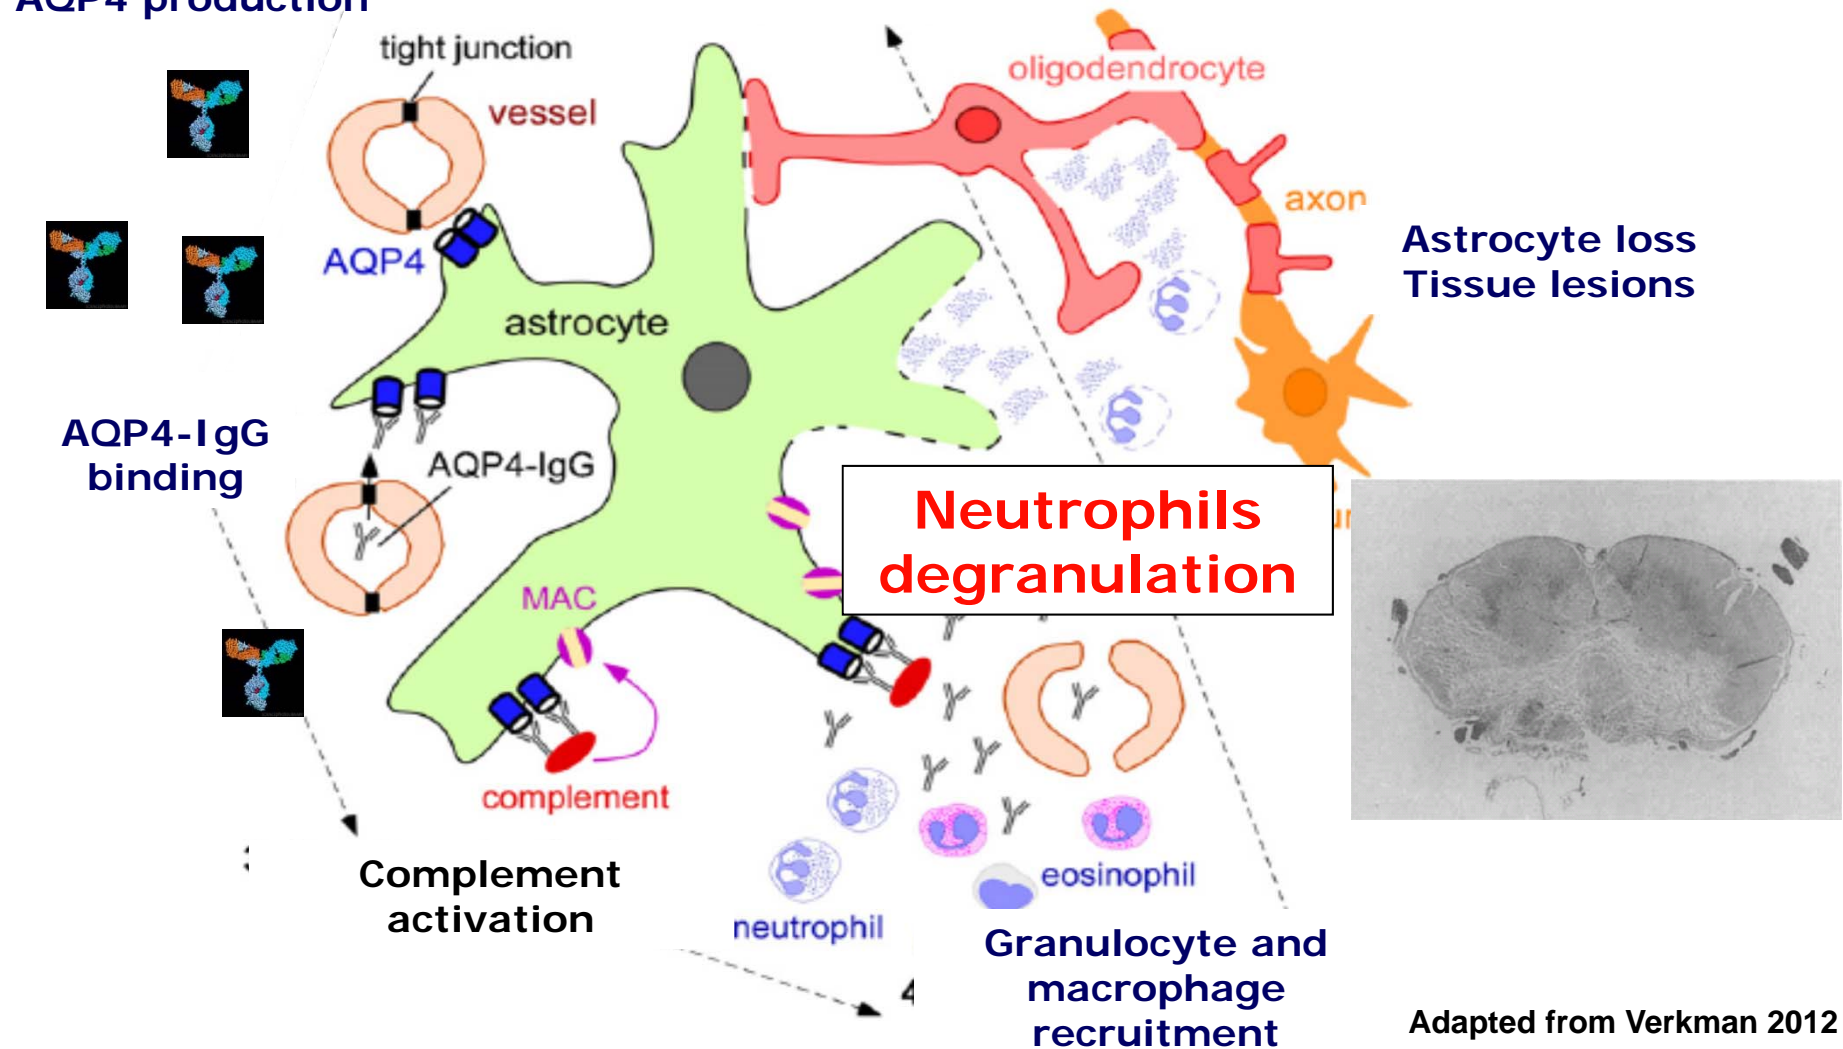 AQP4 production
tight junction
vessel
oligodendrocyte
axon
AQP4
Astrocyte loss
Tissue lesions
astrocyte
AQP4-IgG
binding
AQP4-IgG
Neutrophils
degranulation
MAC
complement
Complement
activation
eosinophil
neutrophil
Granulocyte and
macrophage
recruitment
4
Adapted from Verkman 2012